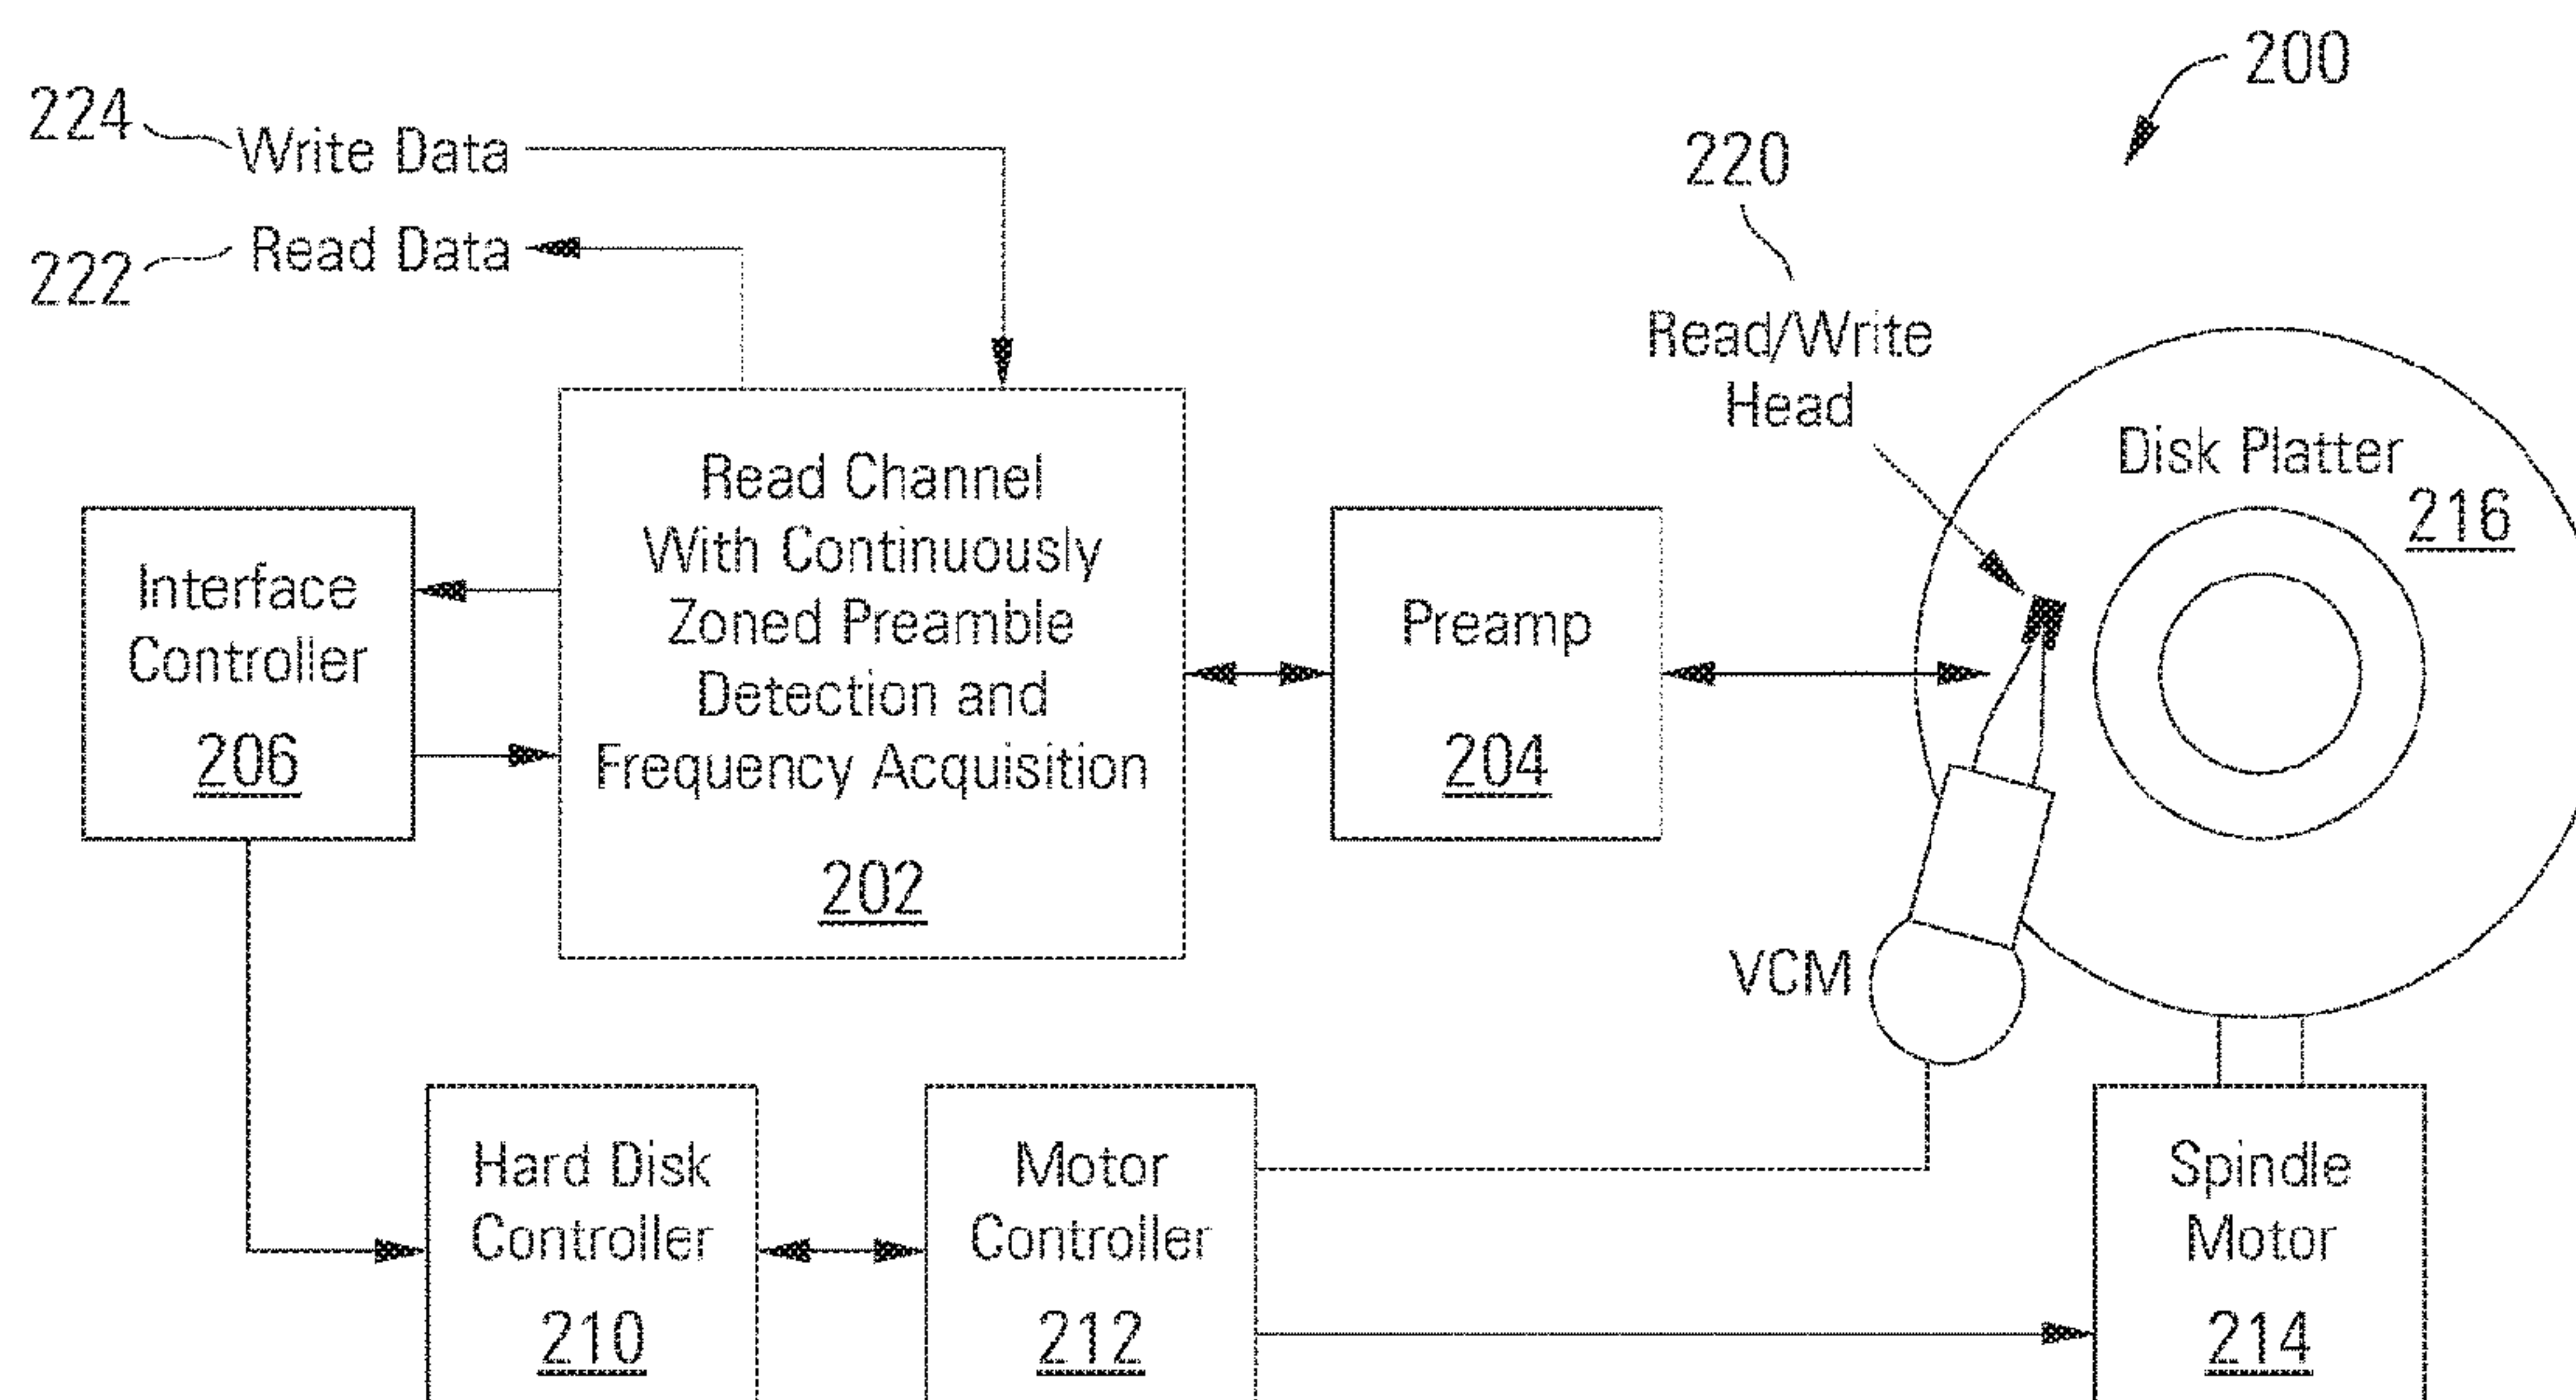 200
224
Write Data
220
222
Read Data
Read/Write
Head
Disk Platter
216
Read Channel
With Continuously
Zoned Preamble
Detection and
Frequency Acquisition
202
Interface
Controller
206
Preamp
204
VCM
Hard Disk
Controller
210
Motor
Controller
212
Spindle
Motor
214